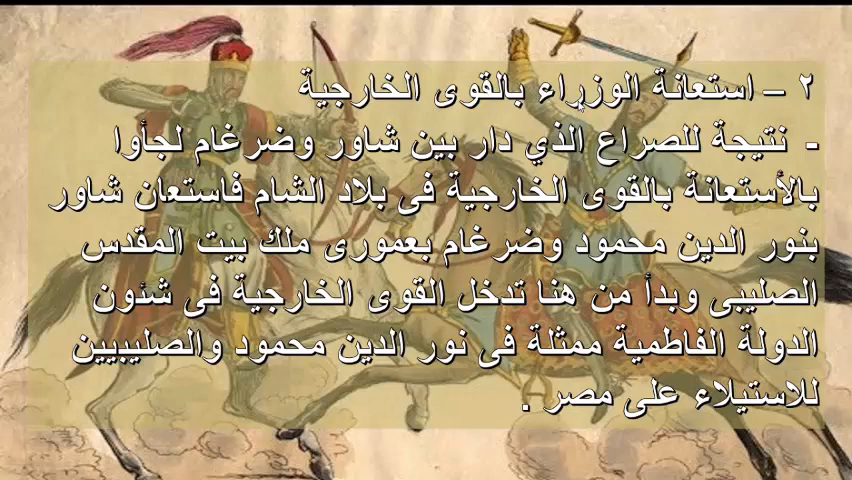 ٢ – استعانة الوزراء بالقوى الخارجية
- نتيجة للصراع الذي دار بين شاور وضرغام لجأوا
بالأستعانة بالقوى الخارجية فى بلاد الشام فاستعان شاور
بنور الدين محمود وضرغام بعمورى ملك بيت المقدس
الصليبى وبدأ من هنا تدخل القوى الخارجية فى شئون
الدولة الفاطمية ممثلة فى نور الدين محمود والصليبيين
للاستيلاء على مصر .